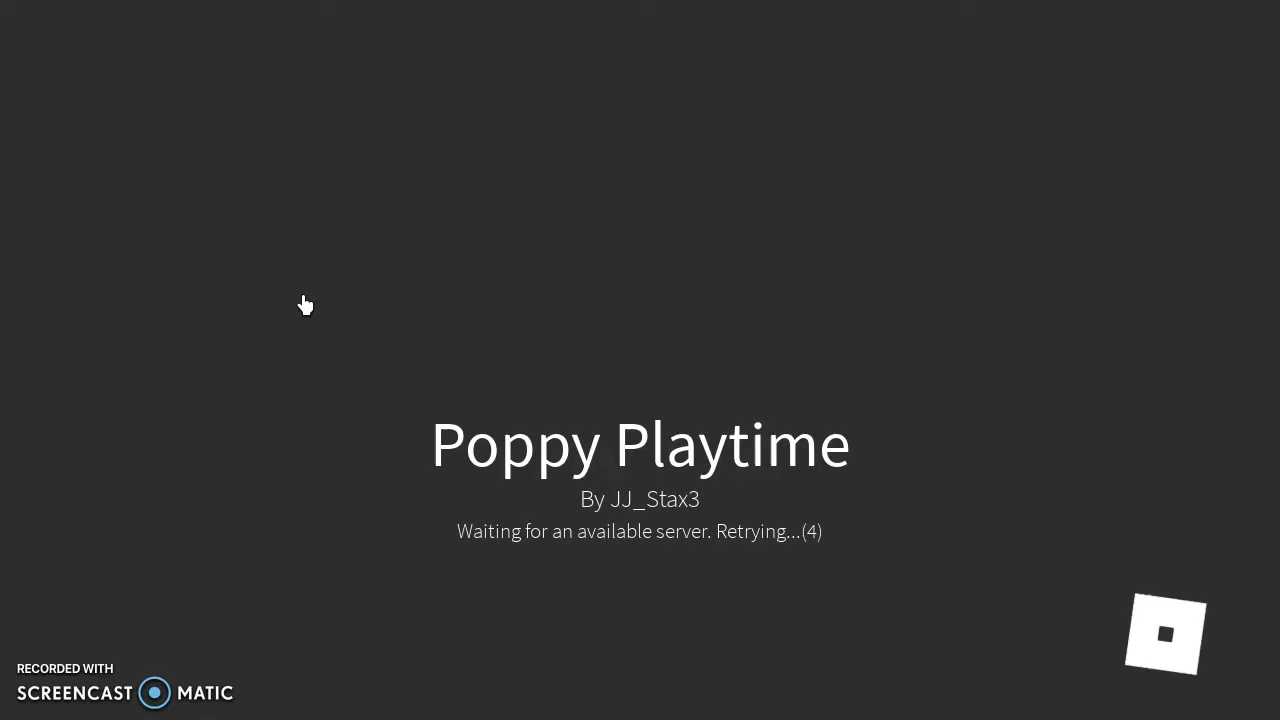 Poppy Playtime
By JJ_Stax3
Waiting for an available server. Retrying...(4)
RECORDED WITH
SCREENCAST MATIC